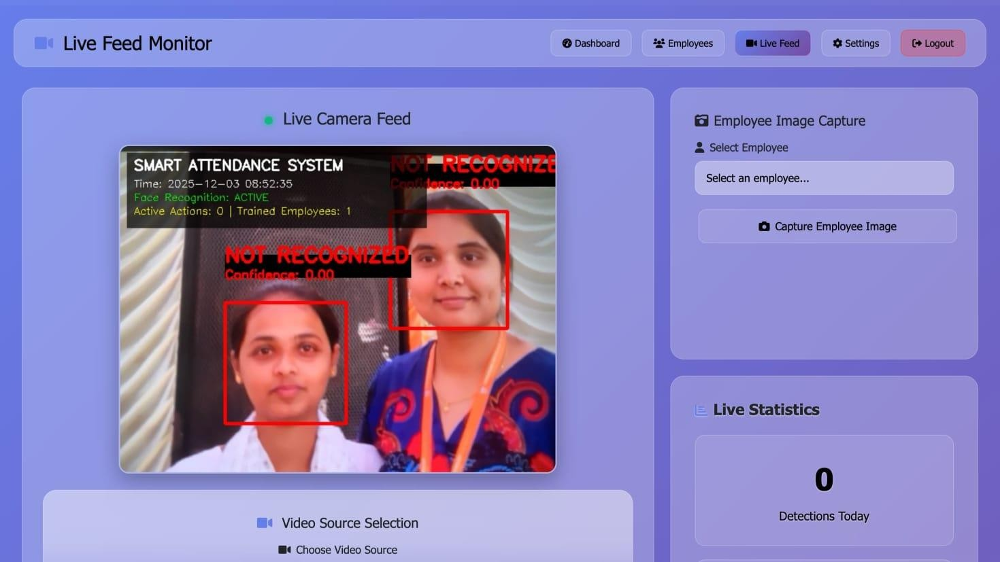 Live Feed Monitor
Dashboard
Employees
Live Feed
Settings
Logout
Live Camera Feed
SMART ATTENDANCE SYSTEM
Time: 2025-12-03 08:52:35
Face Recognition: ACTIVE
Active Actions: 0 | Trained Employees: 1
NOT RECOGNIZE
Confidence: 0.00
NOT RECOGNIZED
Confidence: 0.00
Video Source Selection
Choose Video Source
Employee Image Capture
Select Employee
Select an employee...
Capture Employee Image
Live Statistics
0
Detections Today